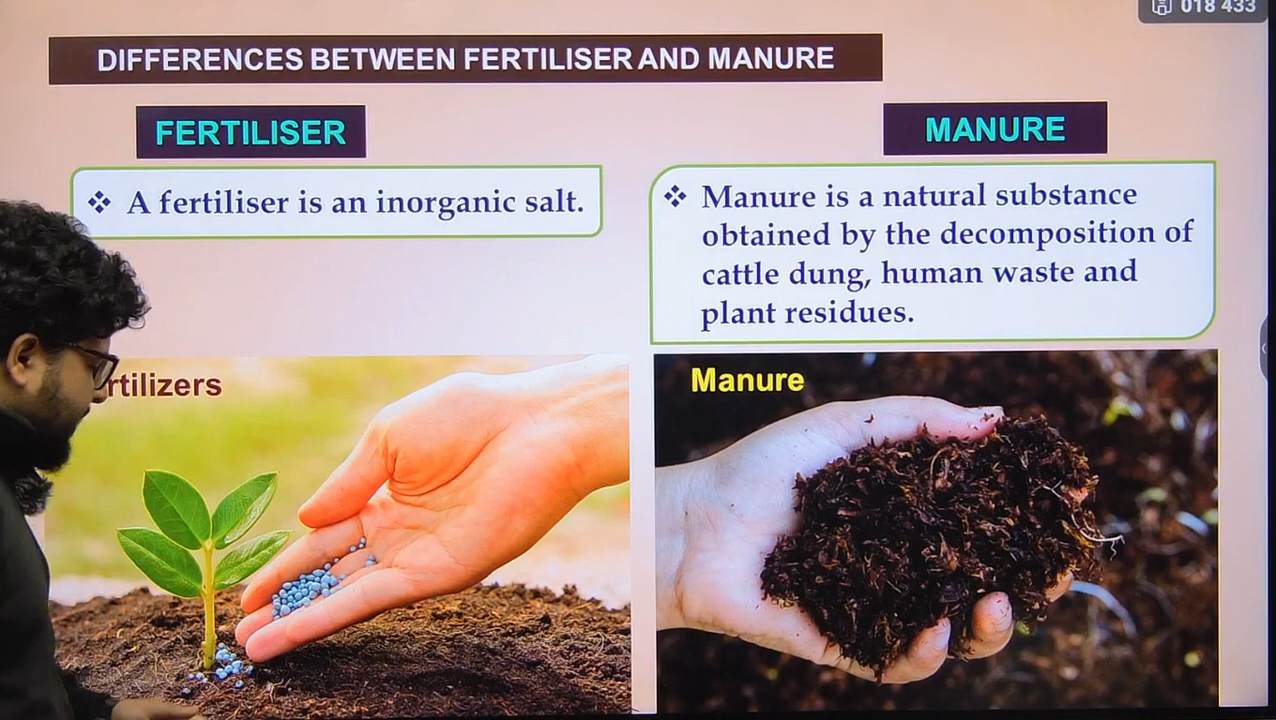 018 433
DIFFERENCES BETWEEN FERTILISER AND MANURE
FERTILISER
❖ A fertiliser is an inorganic salt.
rtilizers
MANURE
❖ Manure is a natural substance
obtained by the decomposition of
cattle dung, human waste and
plant residues.
Manure